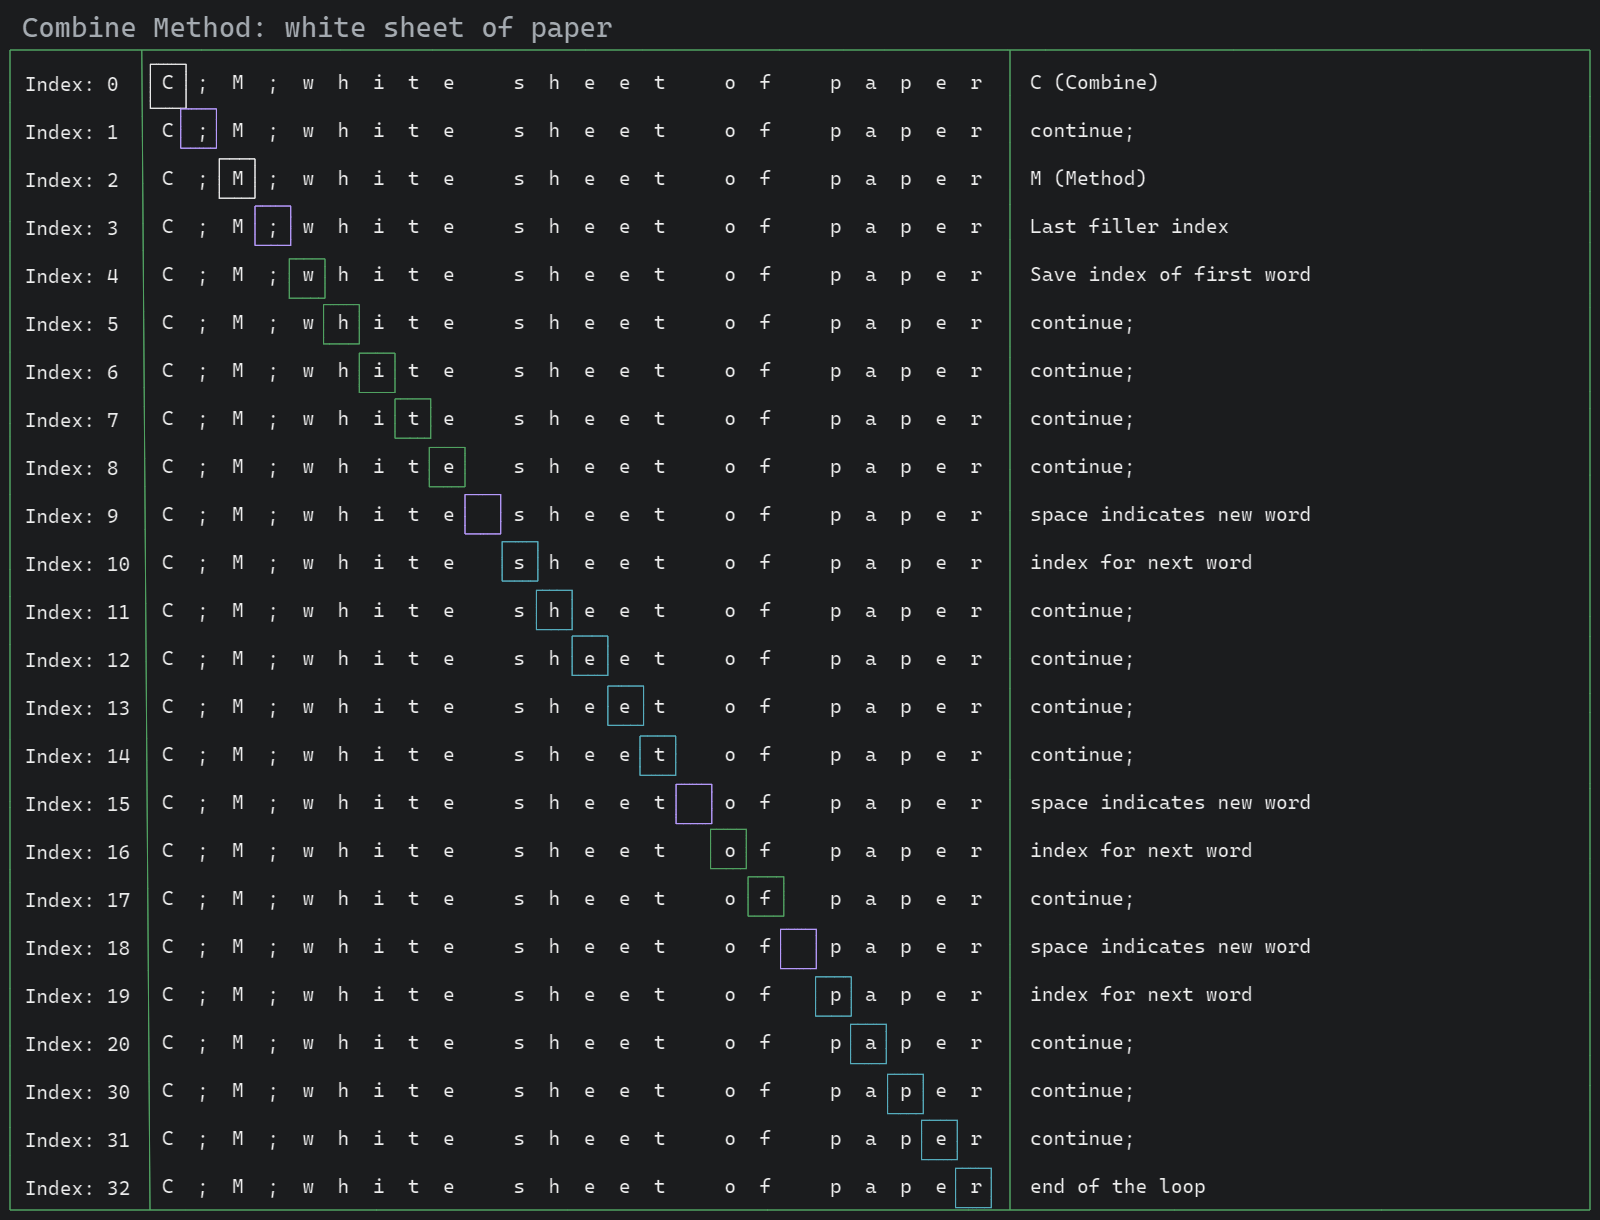 Combine Method: white sheet of paper
Index: 0 C ; M ; w h i t e   s h e e t   o f   p a p e r C (Combine)
Index: 1 C ; M ; w h i t e   s h e e t   o f   p a p e r continue;
Index: 2 C ; M ; w h i t e   s h e e t   o f   p a p e r M (Method)
Index: 3 C ; M ; w h i t e   s h e e t   o f   p a p e r Last filler index
Index: 4 C ; M ; w h i t e   s h e e t   o f   p a p e r Save index of first word
Index: 5 C ; M ; w h i t e   s h e e t   o f   p a p e r continue;
Index: 6 C ; M ; w h i t e   s h e e t   o f   p a p e r continue;
Index: 7 C ; M ; w h i t e   s h e e t   o f   p a p e r continue;
Index: 8 C ; M ; w h i t e   s h e e t   o f   p a p e r continue;
Index: 9 C ; M ; w h i t e   s h e e t   o f   p a p e r space indicates new word
Index: 10 C ; M ; w h i t e   s h e e t   o f   p a p e r index for next word
Index: 11 C ; M ; w h i t e   s h e e t   o f   p a p e r continue;
Index: 12 C ; M ; w h i t e   s h e e t   o f   p a p e r continue;
Index: 13 C ; M ; w h i t e   s h e e t   o f   p a p e r continue;
Index: 14 C ; M ; w h i t e   s h e e t   o f   p a p e r continue;
Index: 15 C ; M ; w h i t e   s h e e t   o f   p a p e r space indicates new word
Index: 16 C ; M ; w h i t e   s h e e t   o f   p a p e r index for next word
Index: 17 C ; M ; w h i t e   s h e e t   o f   p a p e r continue;
Index: 18 C ; M ; w h i t e   s h e e t   o f   p a p e r space indicates new word
Index: 19 C ; M ; w h i t e   s h e e t   o f   p a p e r index for next word
Index: 20 C ; M ; w h i t e   s h e e t   o f   p a p e r continue;
Index: 30 C ; M ; w h i t e   s h e e t   o f   p a p e r continue;
Index: 31 C ; M ; w h i t e   s h e e t   o f   p a p e r continue;
Index: 32 C ; M ; w h i t e   s h e e t   o f   p a p e r end of the loop